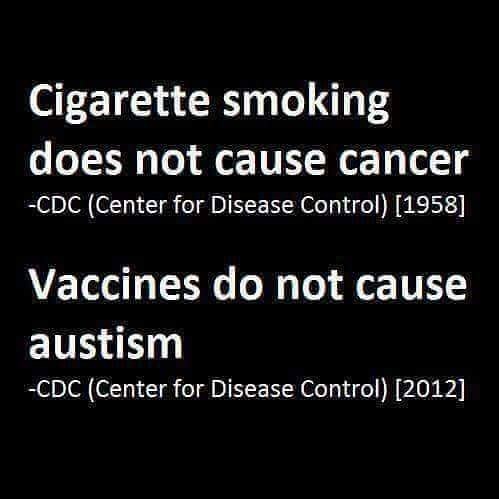 Cigarette smoking
does not cause cancer
-CDC (Center for Disease Control) [1958]
Vaccines do not cause
austism
-CDC (Center for Disease Control) [2012]